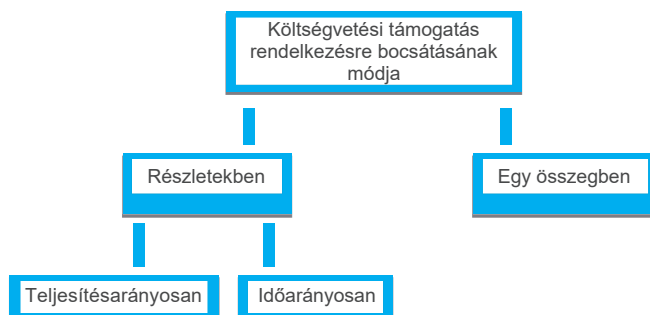 Költségvetési támogatás
rendelkezésre bocsátásának
módja
Részletekben
Egy összegben
Teljesítésarányosan
Időarányosan